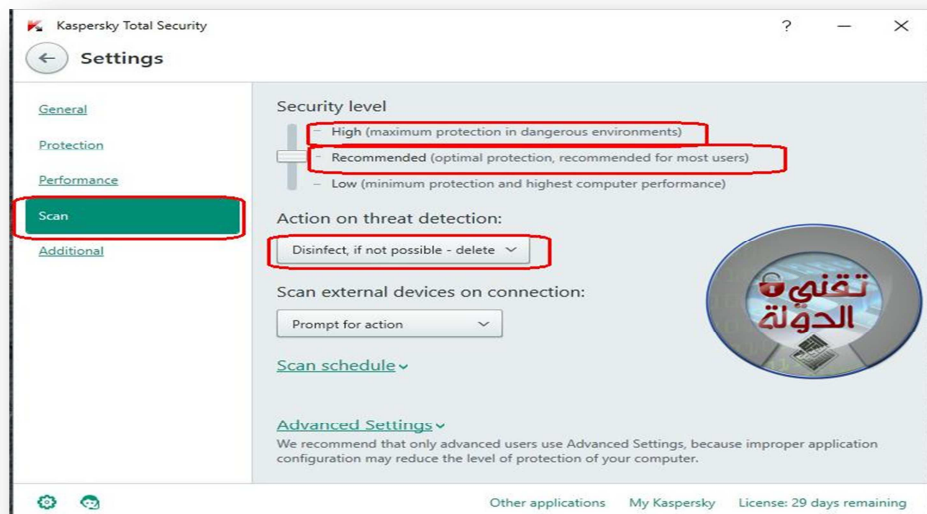 Kaspersky Total Security
?
Settings
General
Protection
Performance
Scan
Additional
Security level
High (maximum protection in dangerous environments)
Recommended (optimal protection, recommended for most users)
Low (minimum protection and highest computer performance)
Action on threat detection:
Disinfect, if not possible - delete
Scan external devices on connection:
Prompt for action
Scan schedule
Advanced Settings
We recommend that only advanced users use Advanced Settings, because improper application
configuration may reduce the level of protection of your computer.
تقني
الدولة
Other applications My Kaspersky License: 29 days remaining